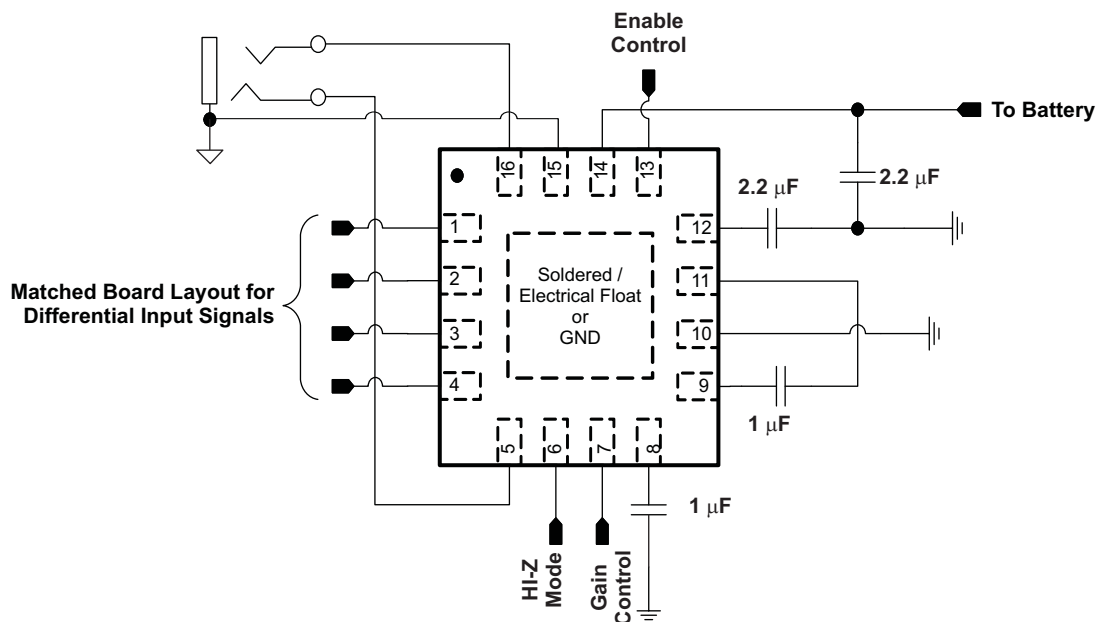 Enable
Control
To Battery
16
15
14
13
2.2 μF
2.2 μF
1
12
Matched Board Layout for
Differential Input Signals
2
11
3
10
4
9
Soldered /
Electrical Float
or
GND
1 μF
5
6
7
8
1 μF
HI-Z
Mode
Gain
Control